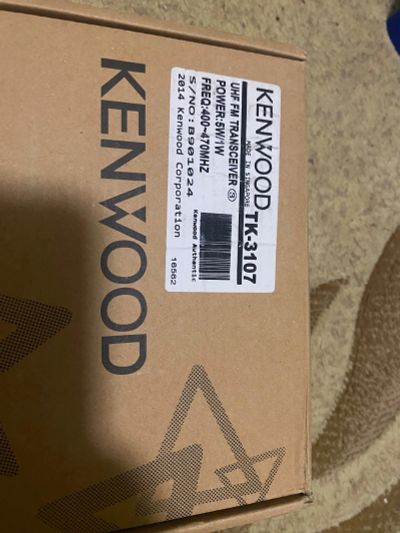 KENWOOD
KENWOOD
MADE IN SINGAPORE
TK-3107
UHF FM TRANSCEIVER
POWER:5W/1W
FREQ:400~470MHZ
S/NO:B901024
2014 Kenwood Corporation
Kenwood Authentic
16562